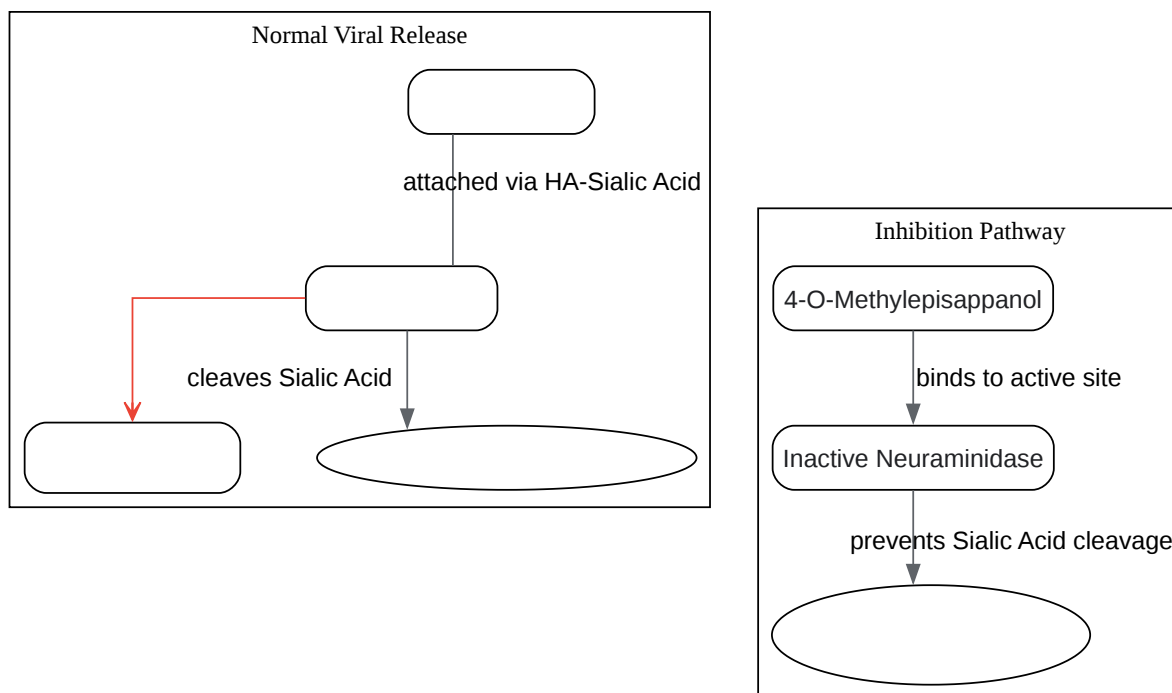 Normal Viral Release
attached via HA-Sialic Acid
cleaves Sialic Acid
Inhibition Pathway
4-O-Methylepisappanol
binds to active site
Inactive Neuraminidase
prevents Sialic Acid cleavage